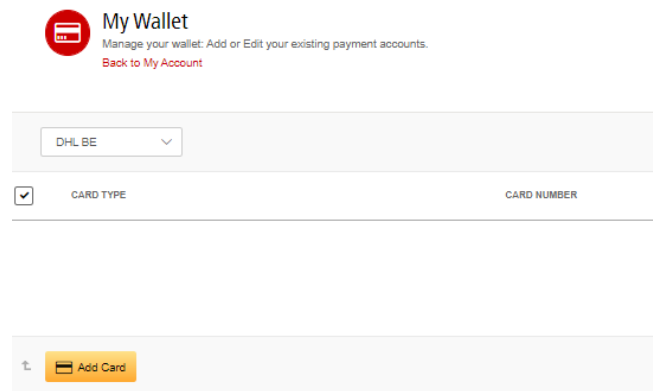 My Wallet
Manage your wallet: Add or Edit your existing payment accounts.
Back to My Account
DHL BE
CARD TYPE CARD NUMBER
Add Card